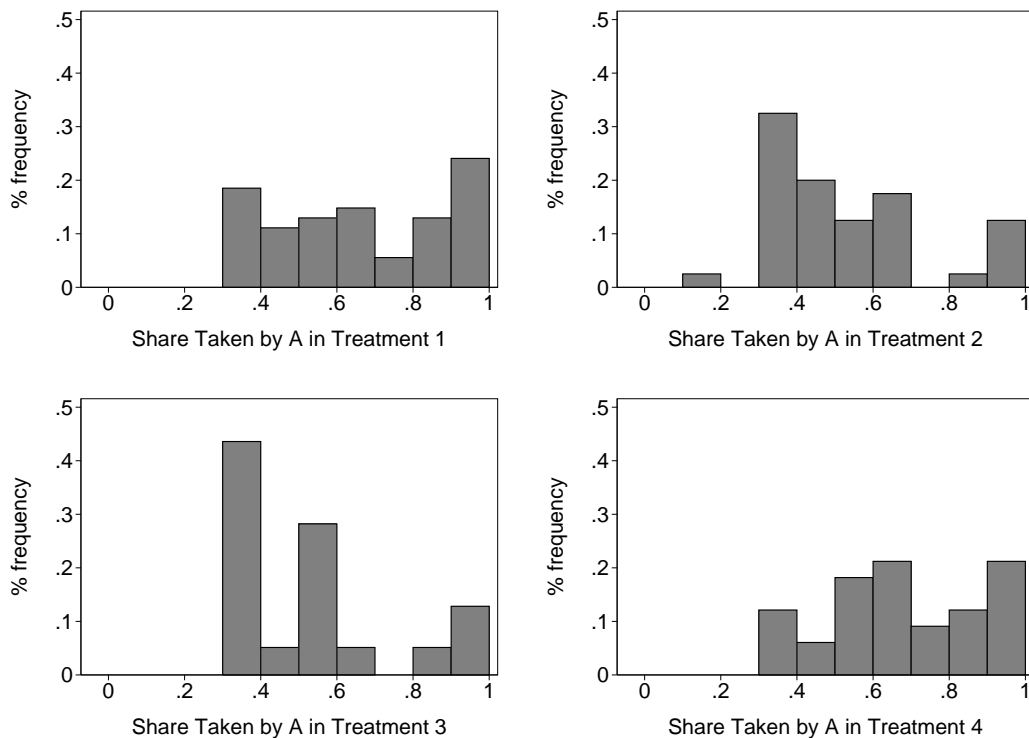 .5
.4
.3
.2
.1
0
% frequency
0 .2 .4 .6 .8 1
Share Taken by A in Treatment 1
.5
.4
.3
.2
.1
0
% frequency
0 .2 .4 .6 .8 1
Share Taken by A in Treatment 2
.5
.4
.3
.2
.1
0
% frequency
0 .2 .4 .6 .8 1
Share Taken by A in Treatment 3
.5
.4
.3
.2
.1
0
% frequency
0 .2 .4 .6 .8 1
Share Taken by A in Treatment 4